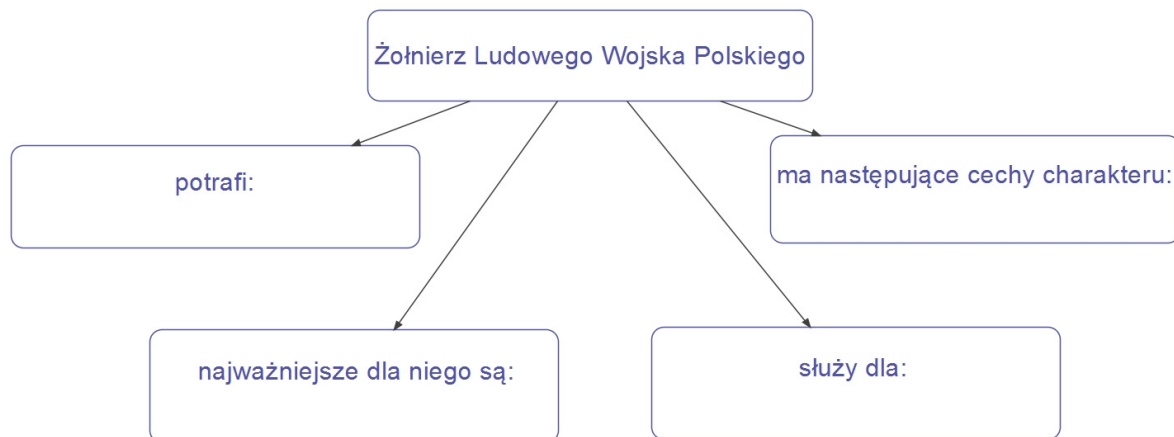 Żołnierz Ludowego Wojska Polskiego
potrafi:
ma następujące cechy charakteru:
najważniejsze dla niego są:
służy dla: